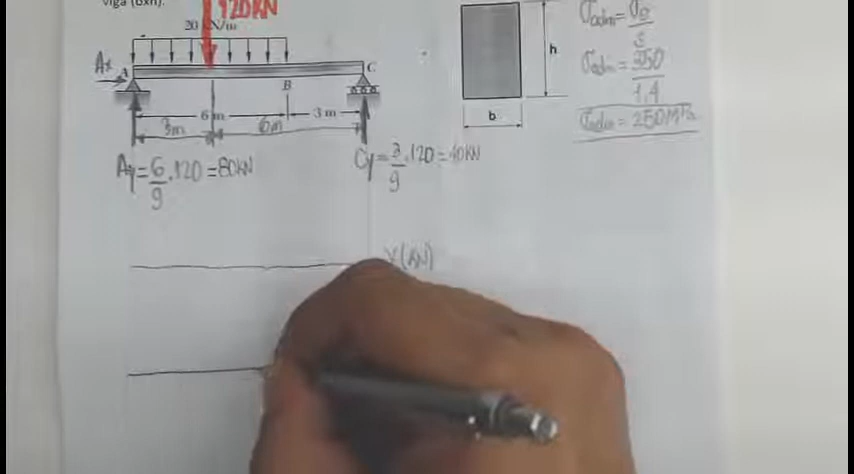 viga (bxh).
120KN
20 kN/m
Ax
A
C
B
6 m
3 m
3m
6m
Ay = 6/9 . 120 = 80KN
Cy = 3/9 . 120 = 40KN
V(KN)
h
b
σadm = σe/s
σadm = 350/1,4
σadm = 250MPa